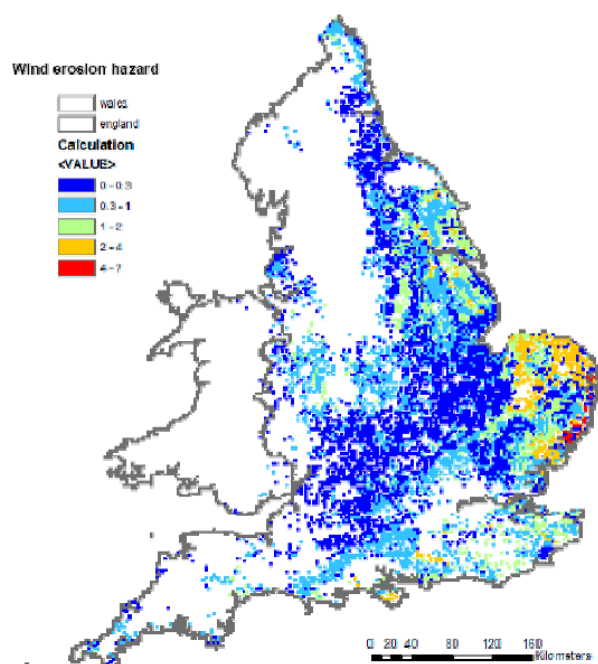 Wind erosion hazard
wales
england
Calculation
<VALUE>
0 - 0.3
0.3 - 1
1 - 2
2 - 4
4 - 7
0 20 40 80 120 160
Kilometers